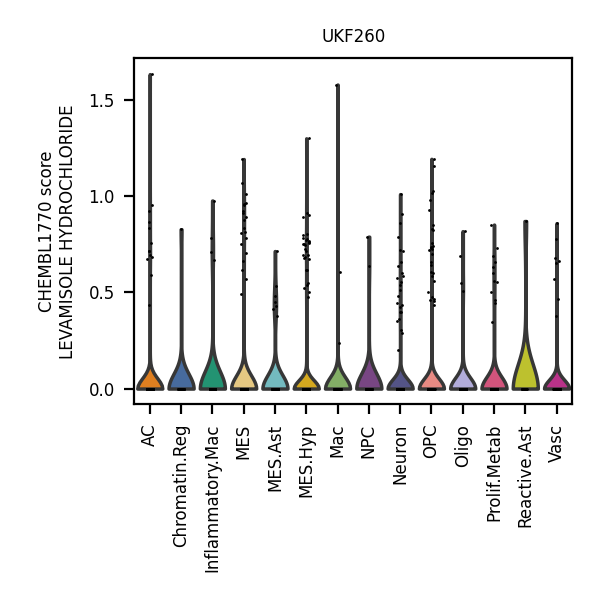 UKF260
CHEMBL1770 score
LEVAMISOLE HYDROCHLORIDE
1.5
1.0
0.5
0.0
AC
Chromatin.Reg
Inflammatory.Mac
MES
MES.Ast
MES.Hyp
Mac
NPC
Neuron
OPC
Oligo
Prolif.Metab
Reactive.Ast
Vasc